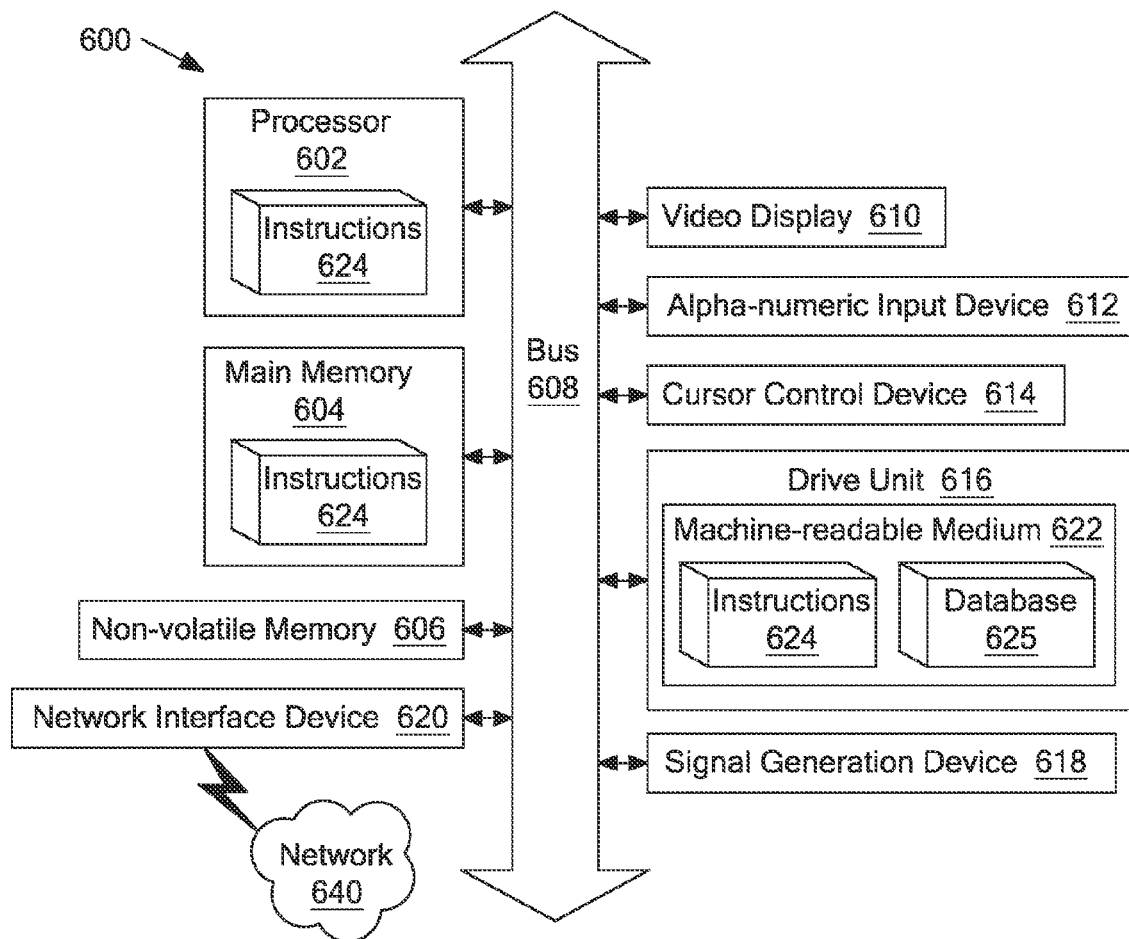 600
Processor
602
Instructions
624
Main Memory
604
Instructions
624
Non-volatile Memory 606
Network Interface Device 620
Network
640
Bus
608
Video Display 610
Alpha-numeric Input Device 612
Cursor Control Device 614
Drive Unit 616
Machine-readable Medium 622
Instructions
624
Database
625
Signal Generation Device 618